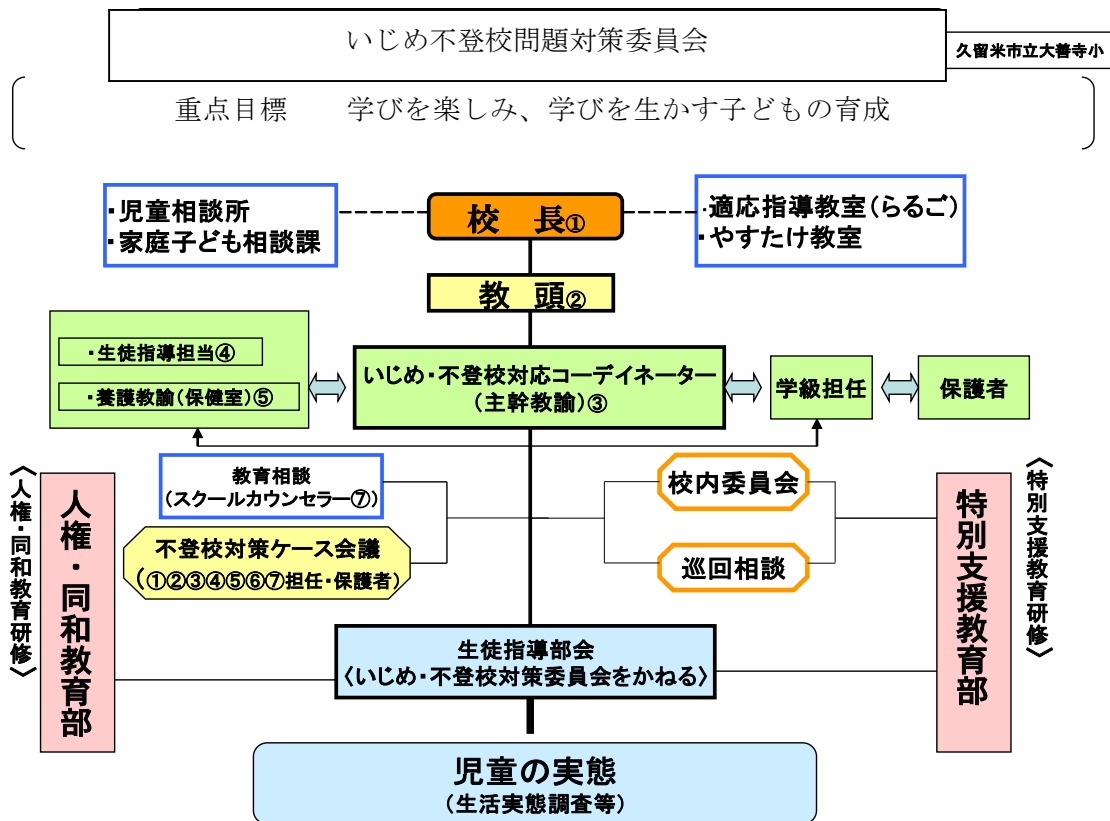 いじめ不登校問題対策委員会
久留米市立大善寺小
重点目標　　学びを楽しみ、学びを生かす子どもの育成
・児童相談所
・家庭子ども相談課
校　長①
・適応指導教室（らるご）
・やすたけ教室
教　頭②
・生徒指導担当④
・養護教諭（保健室）⑤
いじめ・不登校対応コーデイネーター
（主幹教諭）③
学級担任
保護者
教育相談
（スクールカウンセラー⑦）
不登校対策ケース会議
（①②③④⑤⑥⑦担任・保護者）
校内委員会
巡回相談
〈人権・同和教育研修〉
人権・同和教育部
特別支援教育部
〈特別支援教育研修〉
生徒指導部会
〈いじめ・不登校対策委員会をかねる〉
児童の実態
（生活実態調査等）